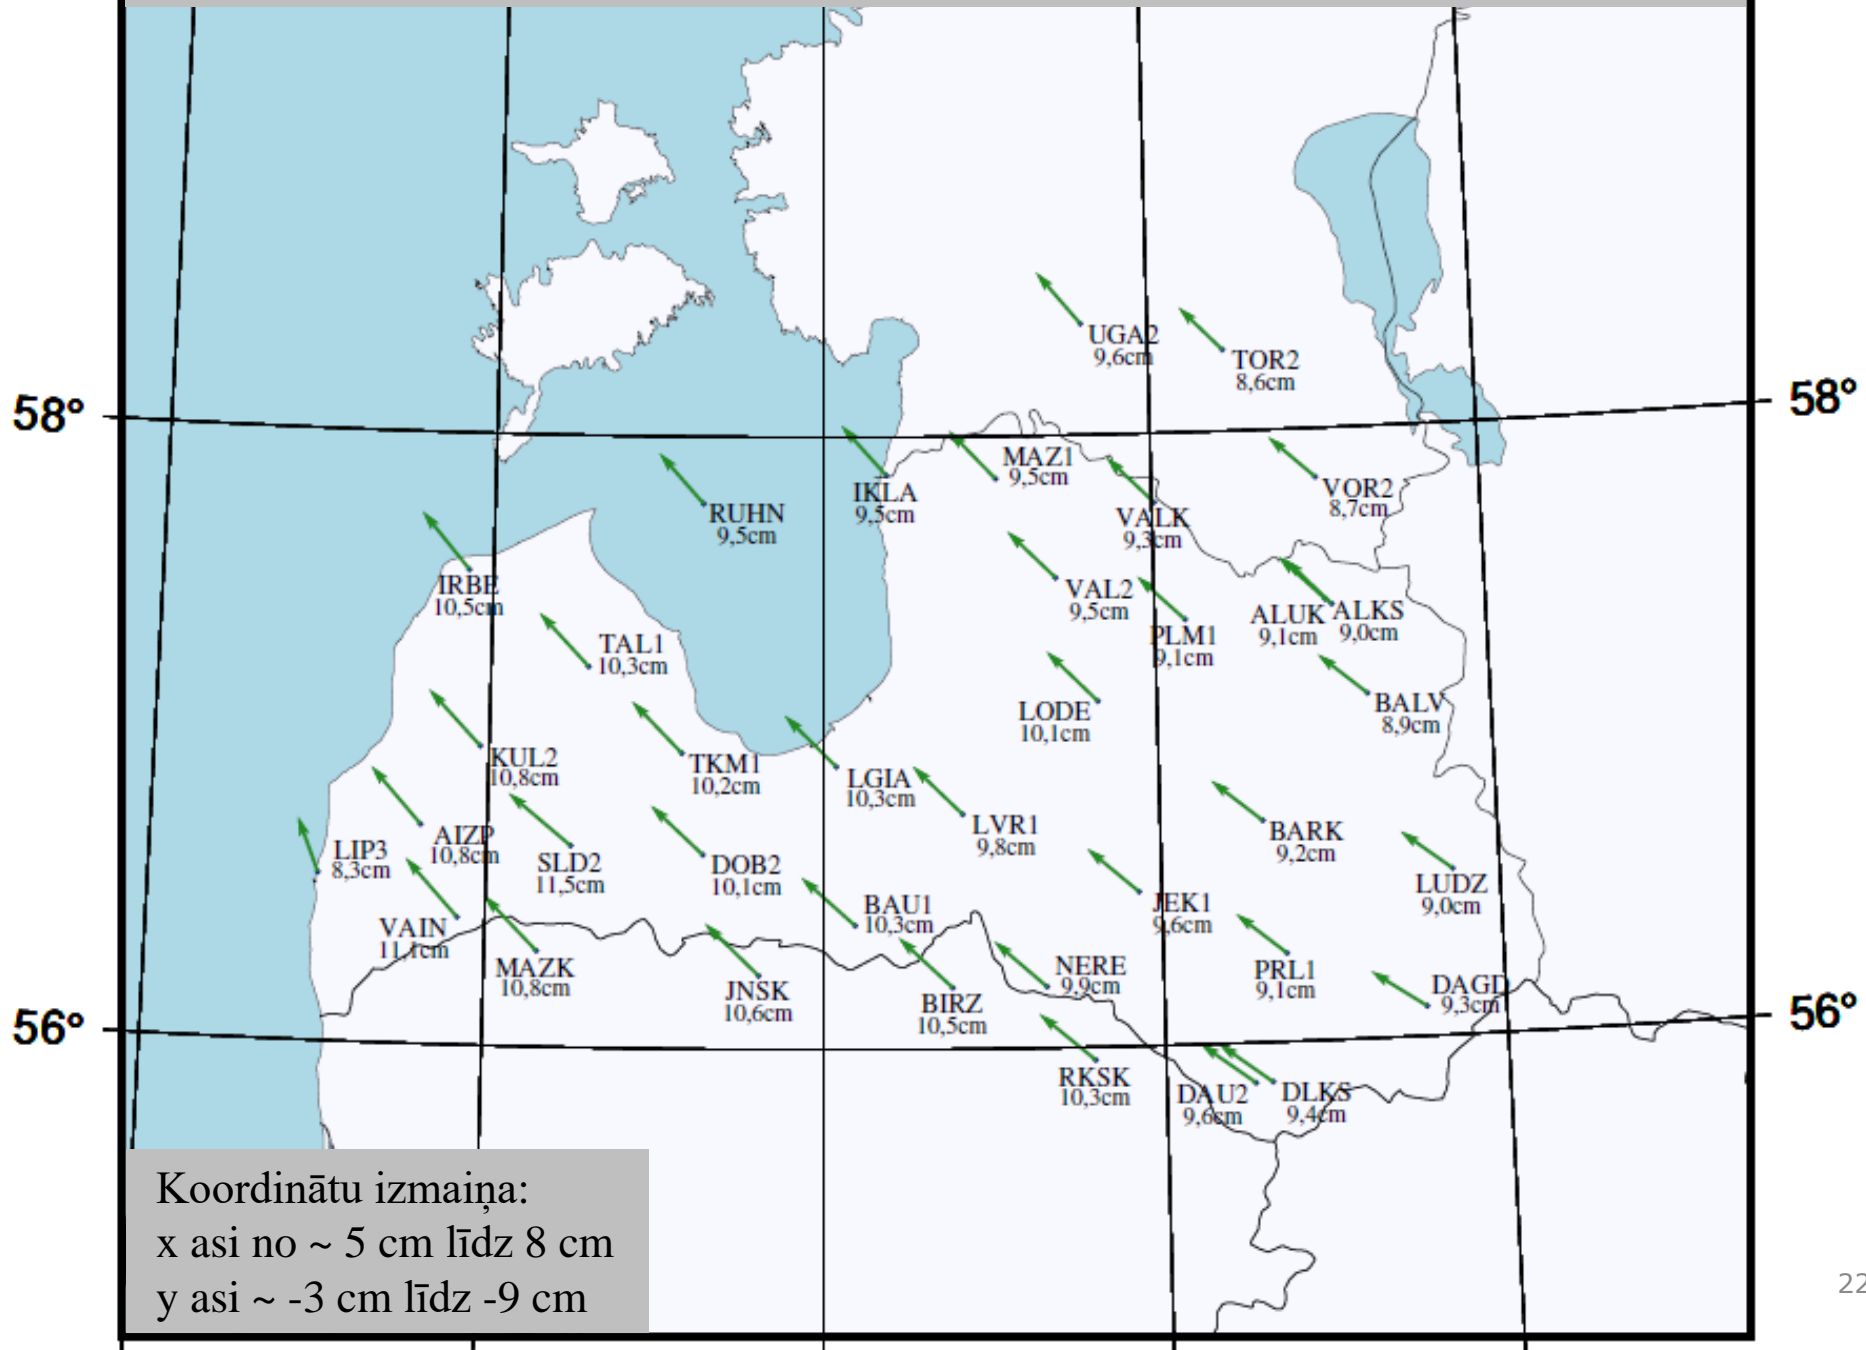 UGA2
9,6cm
TOR2
8,6cm
58°
58°
MAZ1
9,5cm
IKLA
9,5cm
VOR2
8,7cm
RUHN
9,5cm
VALK
9,3cm
IRBE
10,5cm
VAL2
9,5cm
ALUK
9,1cm
ALKS
9,0cm
PLM1
9,1cm
TAL1
10,3cm
LODE
10,1cm
BALV
8,9cm
KUL2
10,8cm
TKM1
10,2cm
LGIA
10,3cm
LVR1
9,8cm
BARK
9,2cm
AIZP
10,8cm
LIP3
8,3cm
SLD2
11,5cm
DOB2
10,1cm
LUDZ
9,0cm
BAU1
10,3cm
JEK1
9,6cm
VAIN
11,1cm
MAZK
10,8cm
NERE
9,9cm
PRL1
9,1cm
DAGD
9,3cm
JNSK
10,6cm
BIRZ
10,5cm
56°
56°
RKSK
10,3cm
DAU2
9,6cm
DLKS
9,4cm
Koordinātu izmaiņa:
x asi no ~ 5 cm līdz 8 cm
y asi ~ -3 cm līdz -9 cm
22